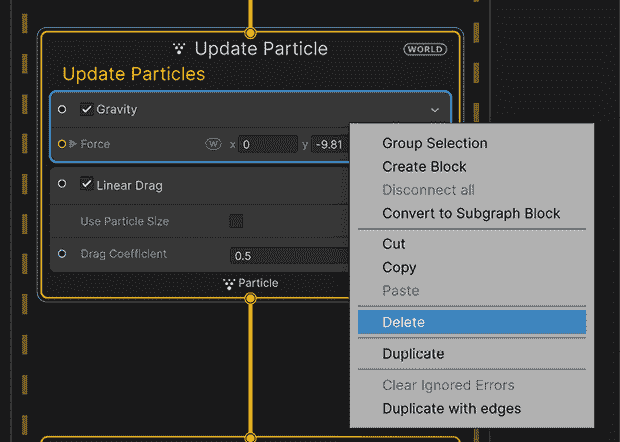 Update Particle
WORLD
Update Particles
Gravity
Force W x 0 y -9.81
Linear Drag
Use Particle Size
Drag Coefficient 0.5
Particle
Group Selection
Create Block
Disconnect all
Convert to Subgraph Block
Cut
Copy
Paste
Delete
Duplicate
Clear Ignored Errors
Duplicate with edges